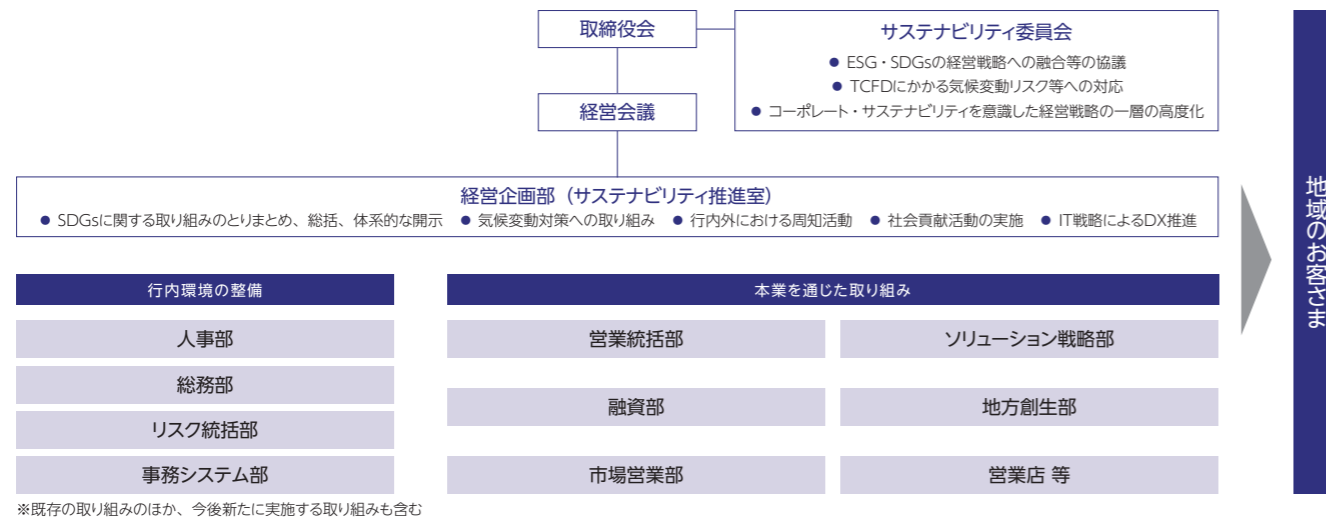 取締役会
サステナビリティ委員会
● ESG・SDGsの経営戦略への融合等の協議
● TCFDにかかる気候変動リスク等への対応
● コーポレート・サステナビリティを意識した経営戦略の一層の高度化
経営会議
経営企画部（サステナビリティ推進室）
● SDGsに関する取り組みのとりまとめ、総括、体系的な開示 ● 気候変動対策への取り組み ● 行内外における周知活動 ● 社会貢献活動の実施 ● IT戦略によるDX推進
行内環境の整備
人事部
総務部
リスク統括部
事務システム部
本業を通じた取り組み
営業統括部
ソリューション戦略部
融資部
地方創生部
市場営業部
営業店 等
※既存の取り組みのほか、今後新たに実施する取り組みも含む
地域のお客さま